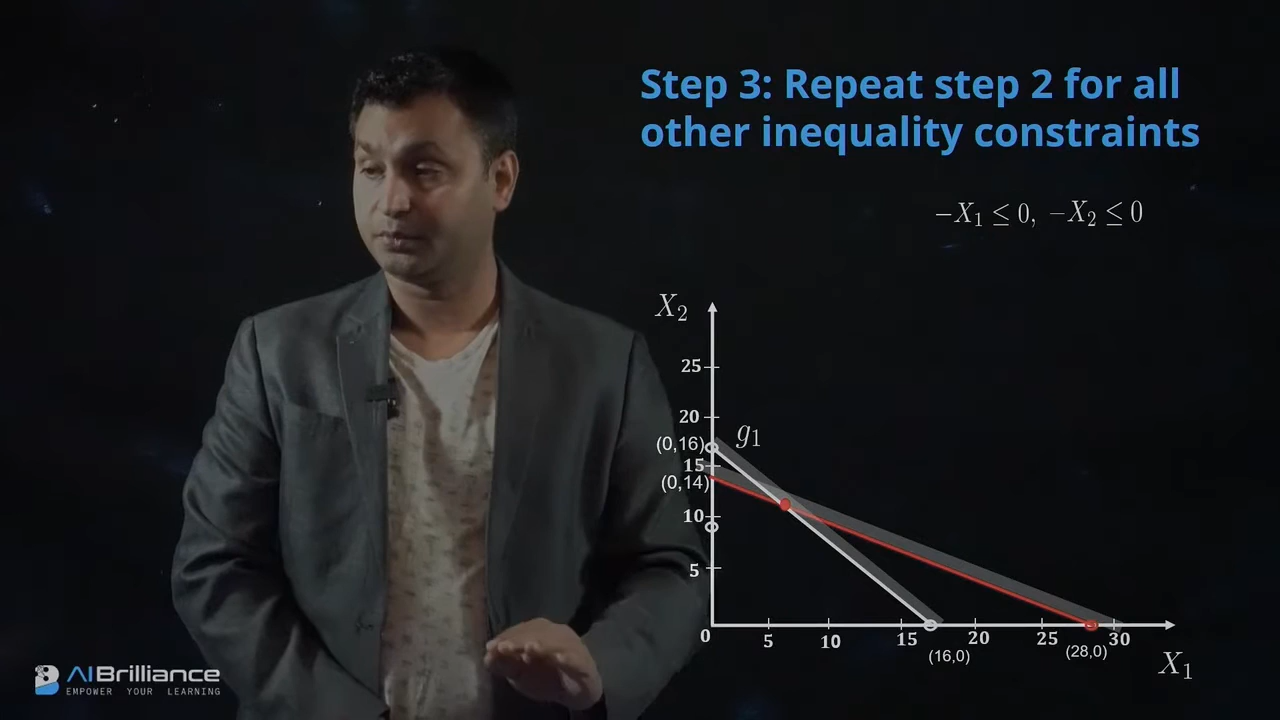 Step 3: Repeat step 2 for all
other inequality constraints
−X₁ ≤ 0, −X₂ ≤ 0
X₂
25
20
(0,16)
g₁
15
(0,14)
10
5
0
5
10
15
20
25
30
(16,0)
(28,0)
X₁
AIBrilliance
EMPOWER YOUR LEARNING